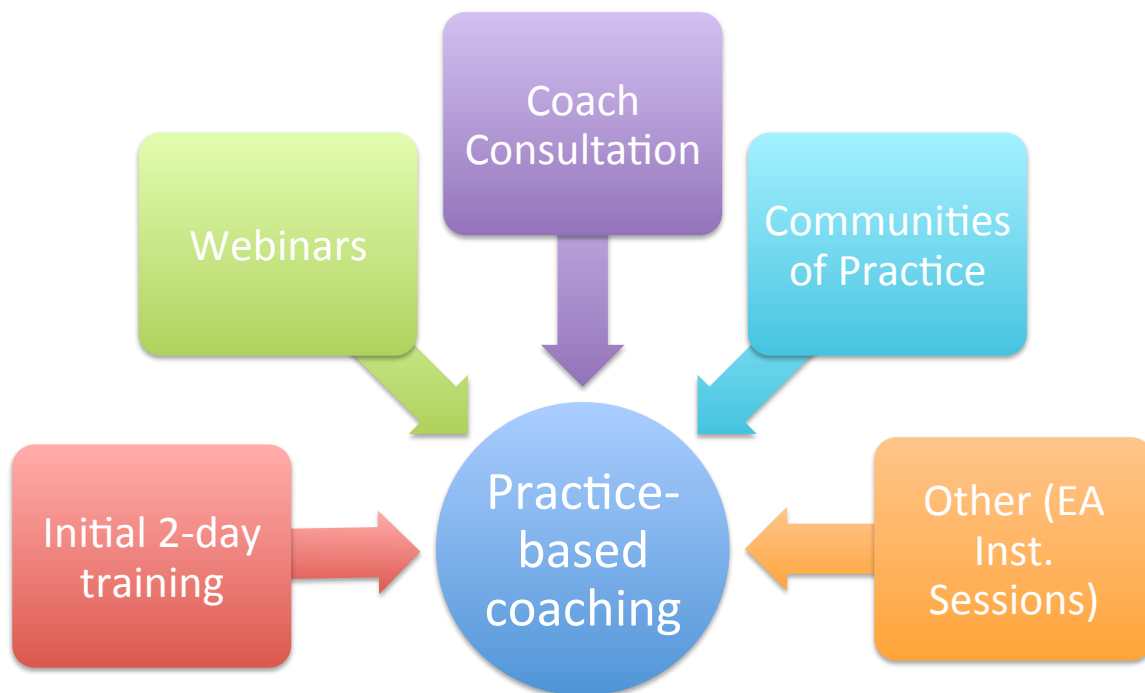 Coach
Consultation
Webinars
Communities
of Practice
Initial 2-day
training
Practice-
based
coaching
Other (EA
Inst.
Sessions)